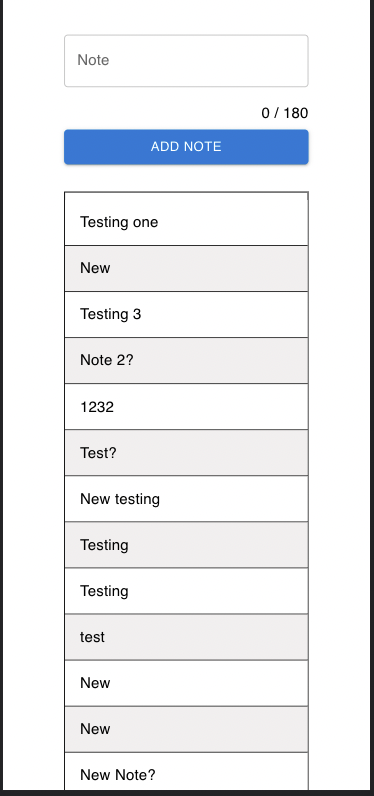 Note
0 / 180
ADD NOTE
Testing one
New
Testing 3
Note 2?
1232
Test?
New testing
Testing
Testing
test
New
New
New Note?